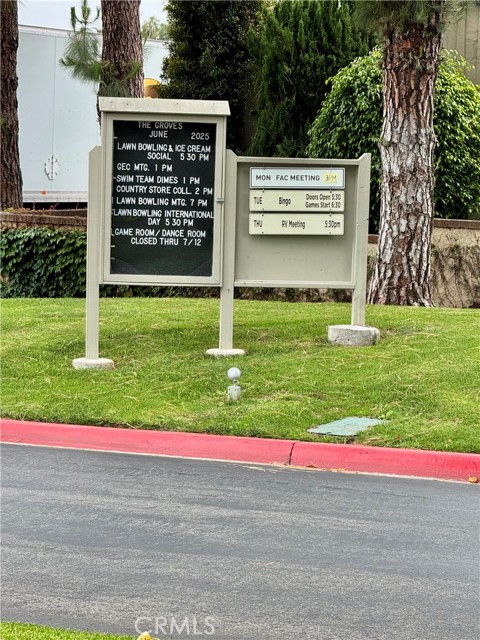 THE GROVES
JUNE 2025
LAWN BOWLING & ICE CREAM
SOCIAL 5 30 PM
GEC MTG. 1 PM
SWIM TEAM DIMES 1 PM
COUNTRY STORE COLL. 2 PM
LAWN BOWLING MTG. 7 PM
LAWN BOWLING INTERNATIONAL
DAY 5 30 PM
GAME ROOM/ DANCE ROOM
CLOSED THRU 7/12
MON FAC MEETING 3PM
TUE Bingo Doors Open 5:30
Games Start 6:30
THU RV Meeting 5:30pm
CRMLS